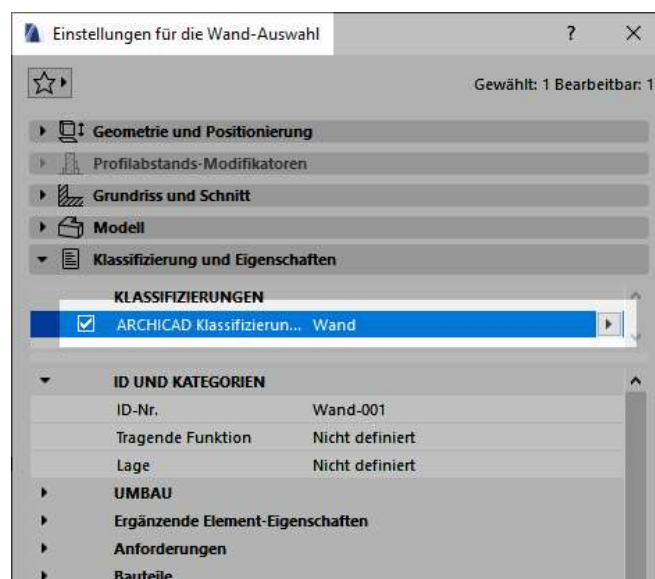 Einstellungen für die Wand-Auswahl ? ×
Gewählt: 1 Bearbeitbar: 1
Geometrie und Positionierung
Profilabstands-Modifikatoren
Grundriss und Schnitt
Modell
Klassifizierung und Eigenschaften
KLASSIFIZIERUNGEN
ARCHICAD Klassifizierun... Wand
ID UND KATEGORIEN
ID-Nr. Wand-001
Tragende Funktion Nicht definiert
Lage Nicht definiert
UMBAU
Ergänzende Element-Eigenschaften
Anforderungen
Bauteile